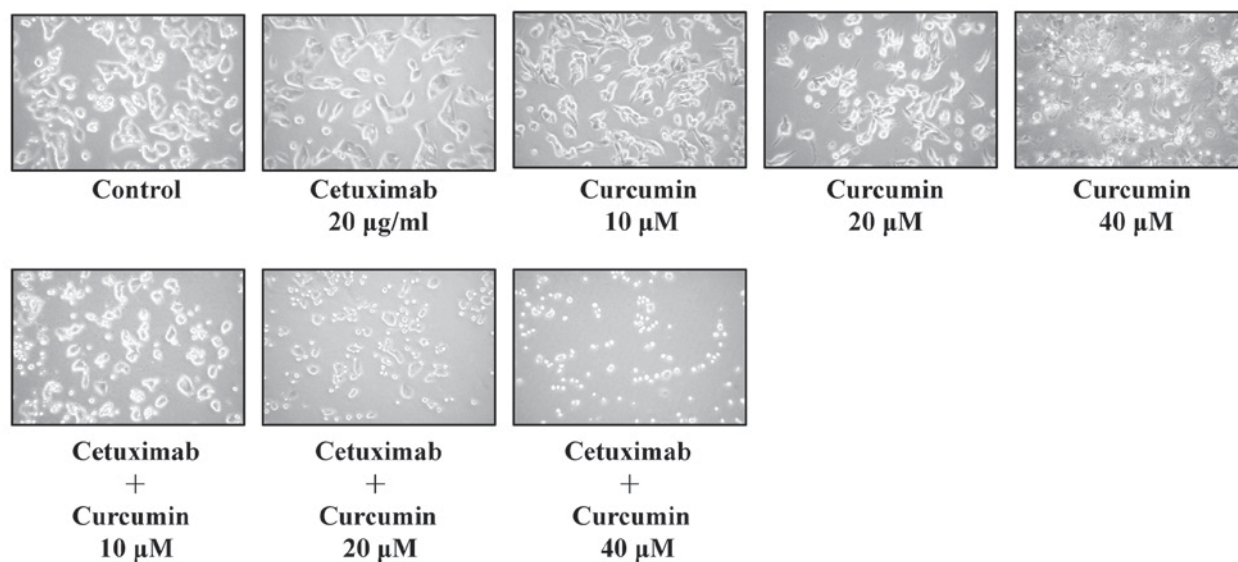 Control
Cetuximab
20 µg/ml
Curcumin
10 µM
Curcumin
20 µM
Curcumin
40 µM
Cetuximab
+
Curcumin
10 µM
Cetuximab
+
Curcumin
20 µM
Cetuximab
+
Curcumin
40 µM